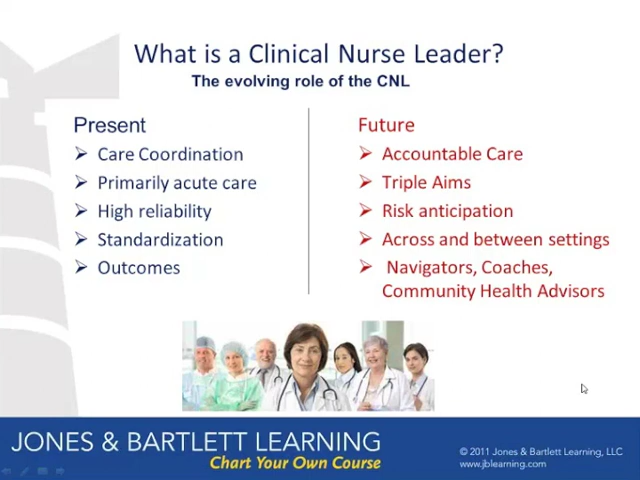 What is a Clinical Nurse Leader?
The evolving role of the CNL
Present
Care Coordination
Primarily acute care
High reliability
Standardization
Outcomes
Future
Accountable Care
Triple Aims
Risk anticipation
Across and between settings
Navigators, Coaches,
Community Health Advisors
JONES & BARTLETT LEARNING
Chart Your Own Course
© 2011 Jones & Bartlett Learning, LLC
www.jblearning.com